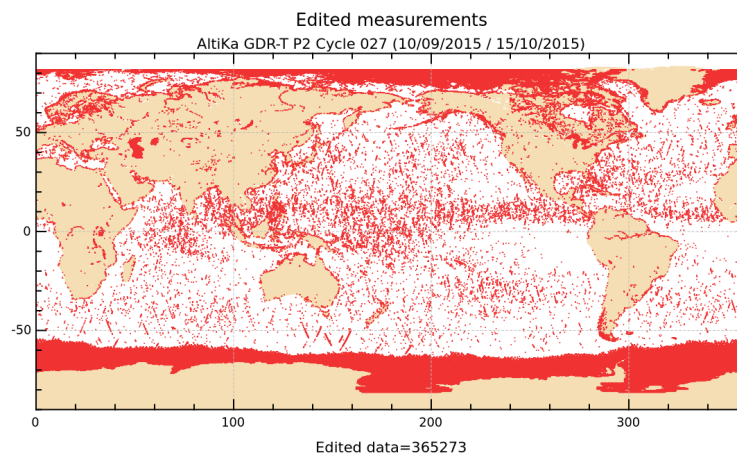 Edited measurements
AltiKa GDR-T P2 Cycle 027 (10/09/2015 / 15/10/2015)
50
0
-50
0 100 200 300
Edited data=365273